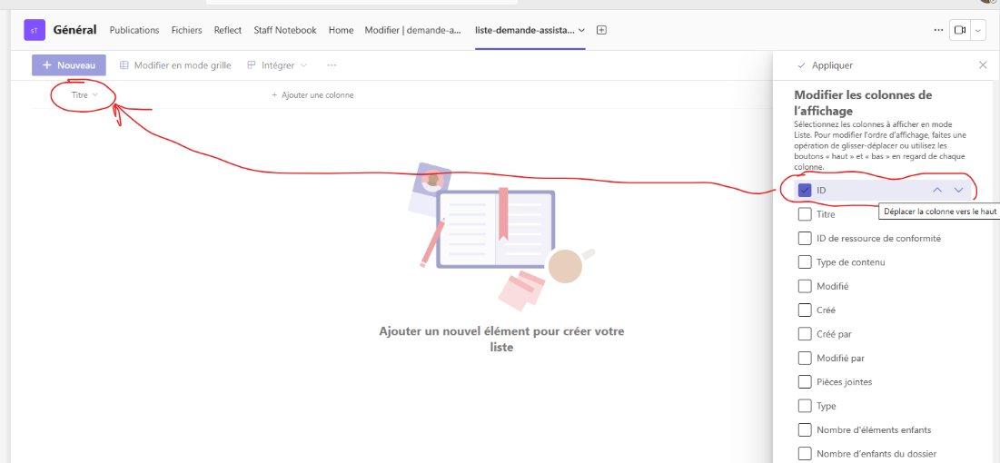 ST Général Publications Fichiers Reflect Staff Notebook Home Modifier | demande-a... liste-demande-assista...
+ Nouveau Modifier en mode grille Intégrer ...
Titre + Ajouter une colonne
Ajouter un nouvel élément pour créer votre
liste
Appliquer
Modifier les colonnes de
l’affichage
Sélectionnez les colonnes à afficher en mode
Liste. Pour modifier l’ordre d’affichage, faites une
opération de glisser-déplacer ou utilisez les
boutons « haut » et « bas » en regard de chaque
colonne.
ID
Déplacer la colonne vers le haut
Titre
ID de ressource de conformité
Type de contenu
Modifié
Créé
Créé par
Modifié par
Pièces jointes
Type
Nombre d'éléments enfants
Nombre d’enfants du dossier